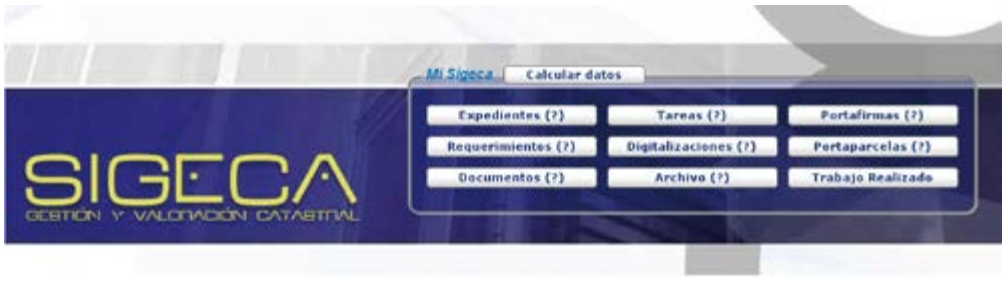 Mi Sigeca Calcular datos
Expedientes (?) Tareas (?) Portafirmas (?)
Requerimientos (?) Digitalizaciones (?) Portaparcelas (?)
Documentos (?) Archivo (?) Trabajo Realizado
SIGECA
GESTIÓN Y VALORACIÓN CATASTRAL